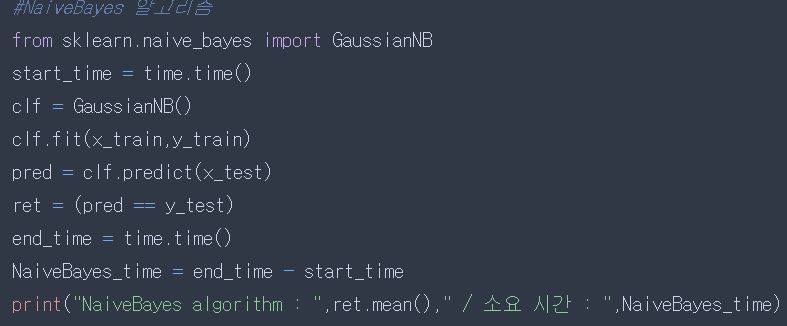 #NaiveBayes 알고리즘
from sklearn.naive_bayes import GaussianNB
start_time = time.time()
clf = GaussianNB()
clf.fit(x_train,y_train)
pred = clf.predict(x_test)
ret = (pred == y_test)
end_time = time.time()
NaiveBayes_time = end_time - start_time
print("NaiveBayes algorithm : ",ret.mean()," / 소요 시간 : ",NaiveBayes_time)